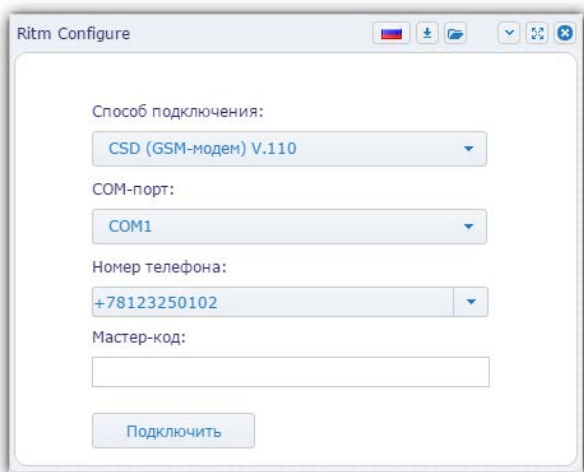 Ritm Configure
Способ подключения:
CSD (GSM-модем) V.110
COM-порт:
COM1
Номер телефона:
+78123250102
Мастер-код:
Подключить